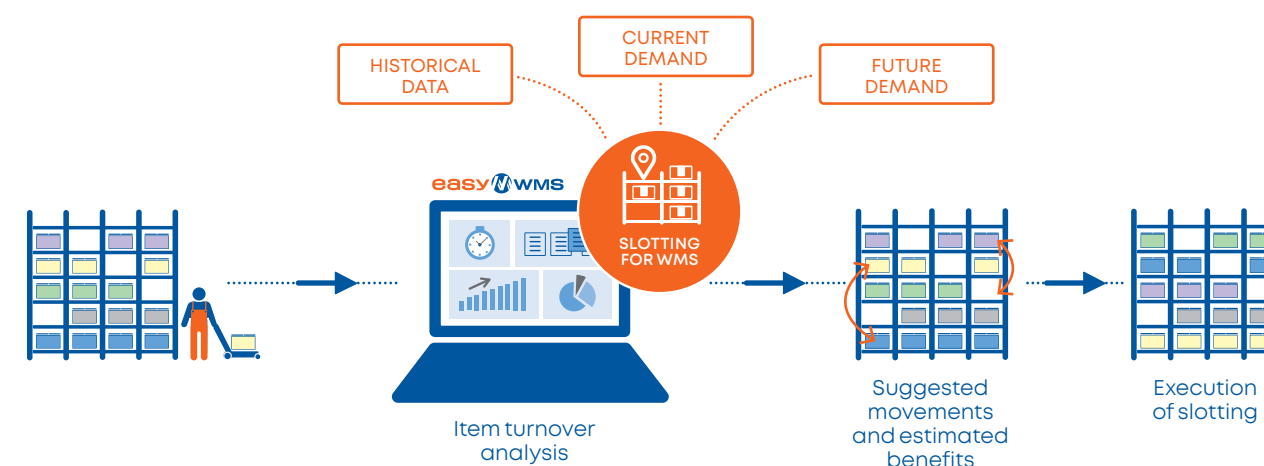 HISTORICAL
DATA
CURRENT
DEMAND
FUTURE
DEMAND
easy WMS
SLOTTING
FOR WMS
Item turnover
analysis
Suggested
movements
and estimated
benefits
Execution
of slotting